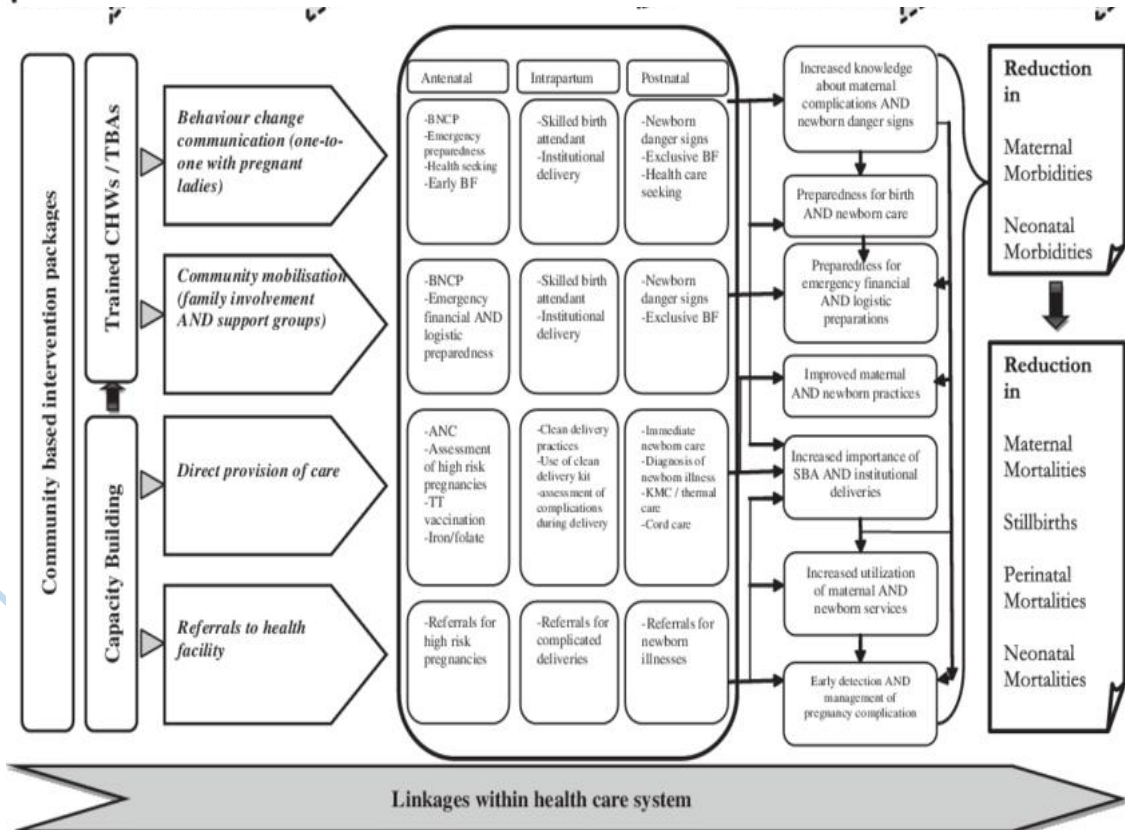 Community based intervention packages
Trained CHWs / TBAs
Capacity Building
Behaviour change
communication (one-to-
one with pregnant
ladies)
Community mobilisation
(family involvement
AND support groups)
Direct provision of care
Referrals to health
facility
Antenatal
Intrapartum
Postnatal
-BNCP
-Emergency
preparedness
-Health seeking
-Early BF
-Skilled birth
attendant
-Institutional
delivery
-Newborn
danger signs
-Exclusive BF
-Health care
seeking
-BNCP
-Emergency
financial AND
logistic
preparedness
-Skilled birth
attendant
-Institutional
delivery
-Newborn
danger signs
-Exclusive BF
-ANC
-Assessment
of high risk
pregnancies
-TT
vaccination
-Iron/folate
-Clean delivery
practices
-Use of clean
delivery kit
-assessment of
complications
during delivery
-Immediate
newborn care
-Diagnosis of
newborn illness
-KMC / thermal
care
-Cord care
-Referrals for
high risk
pregnancies
-Referrals for
complicated
deliveries
-Referrals for
newborn
illnesses
Increased knowledge
about maternal
complications AND
newborn danger signs
Preparedness for birth
AND newborn care
Preparedness for
emergency financial
AND logistic
preparations
Improved maternal
AND newborn practices
Increased importance of
SBA AND institutional
deliveries
Increased utilization
of maternal AND
newborn services
Early detection AND
management of
pregnancy complication
Reduction
in
Maternal
Morbidities
Neonatal
Morbidities
Reduction
in
Maternal
Mortalities
Stillbirths
Perinatal
Mortalities
Neonatal
Mortalities
Linkages within health care system